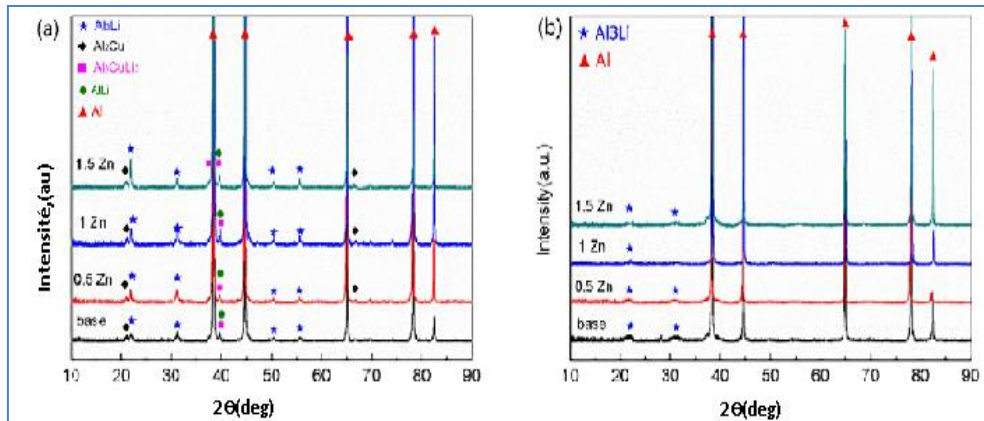 (a)
Al₃Li
Al₂Cu
AlLi
Al
1.5 Zn
1 Zn
0.5 Zn
base
Intensité,(au)
10 20 30 40 50 60 70 80 90
2Θ(deg)
(b)
Al3Li
Al
1.5 Zn
1 Zn
0.5 Zn
base
Intensity (a.u.)
10 20 30 40 50 60 70 80 90
2Θ(deg)